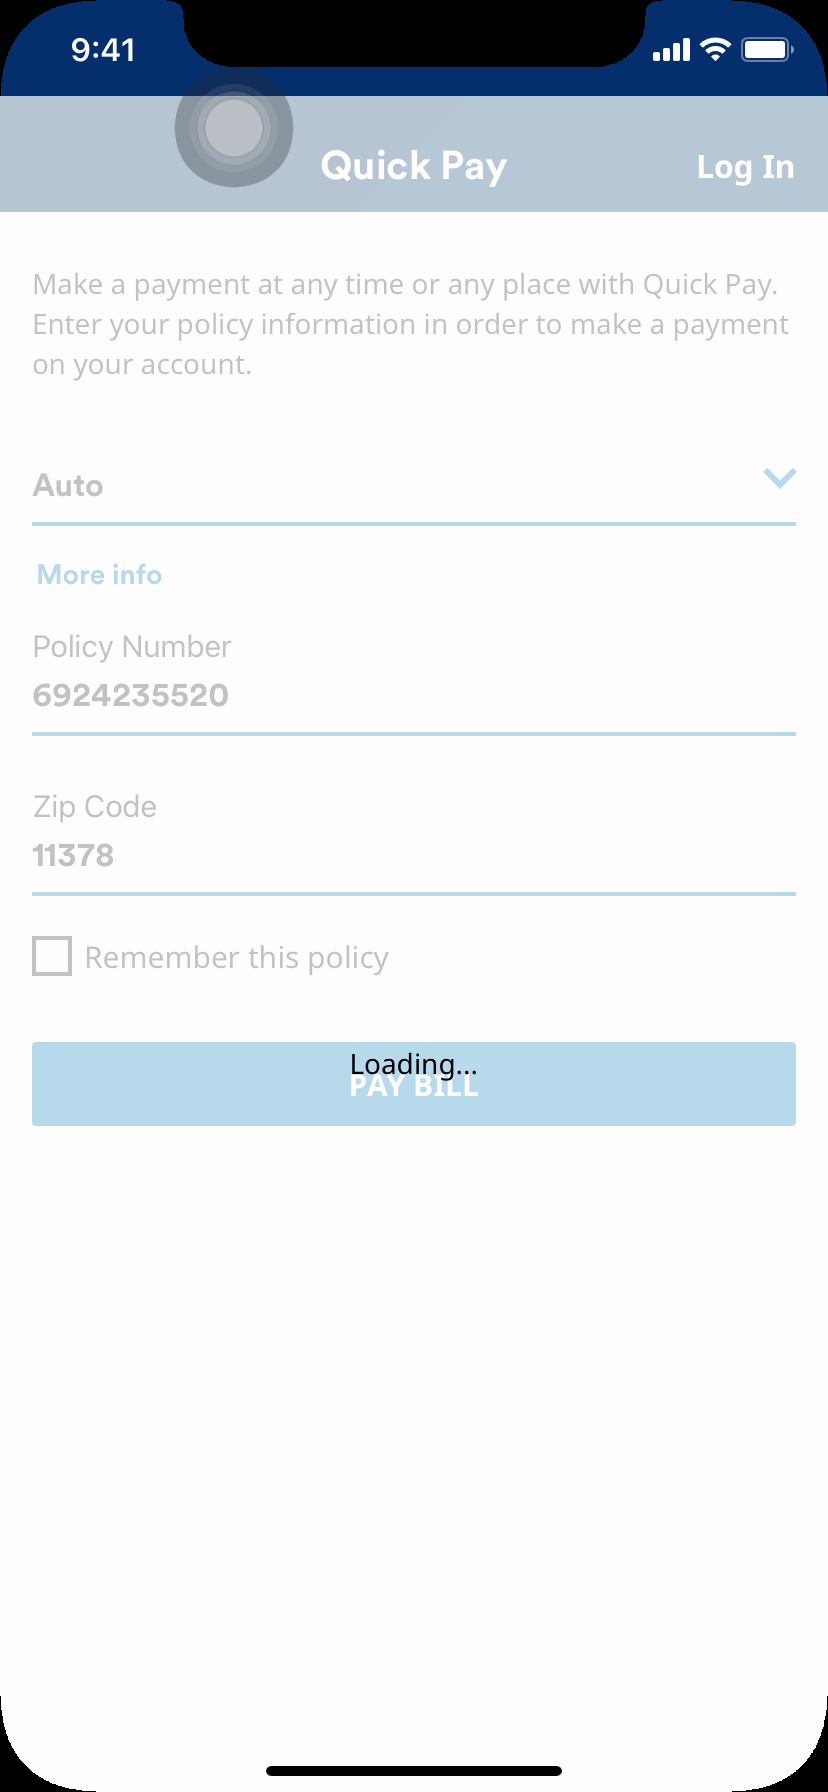 9:41
Quick Pay
Log In
Make a payment at any time or any place with Quick Pay.
Enter your policy information in order to make a payment
on your account.
Auto
More info
Policy Number
6924235520
Zip Code
11378
Remember this policy
Loading...
PAY BILL